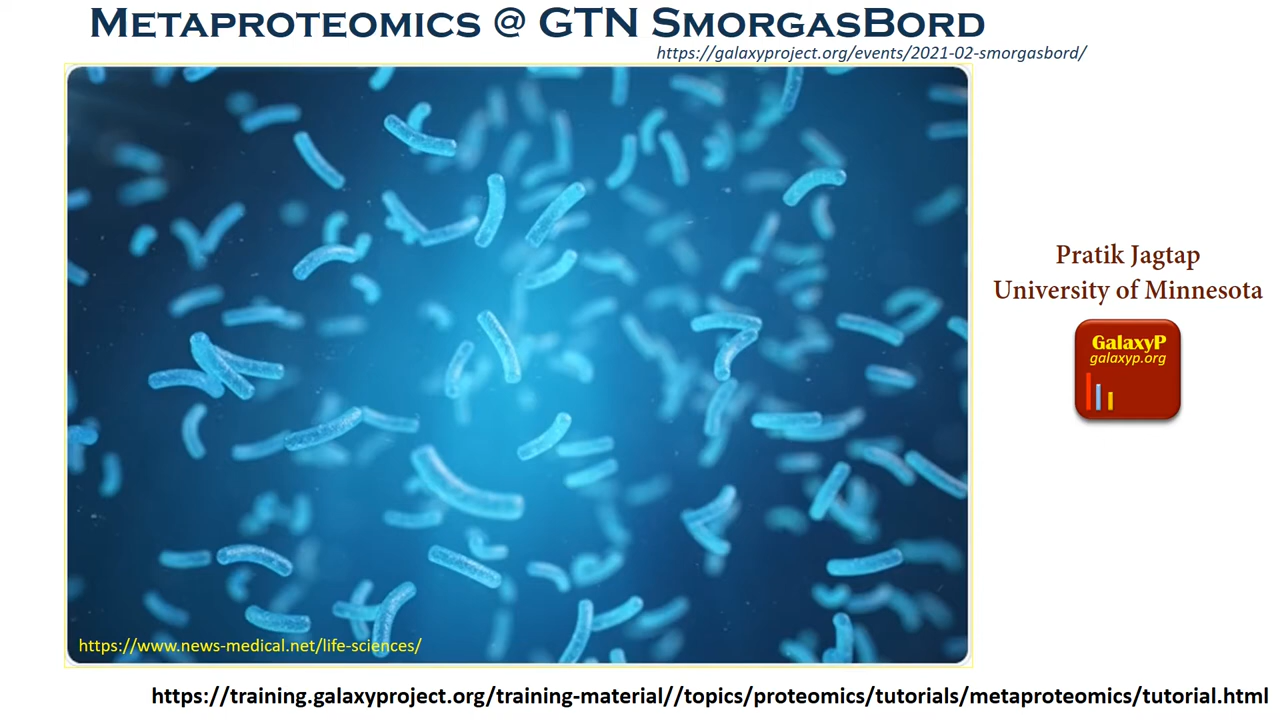 METAPROTEOMICS @ GTN SMORGASBORD
https://galaxyproject.org/events/2021-02-smorgasbord/
Pratik Jagtap
University of Minnesota
GalaxyP
galaxyp.org
https://www.news-medical.net/life-sciences/
https://training.galaxyproject.org/training-material//topics/proteomics/tutorials/metaproteomics/tutorial.html